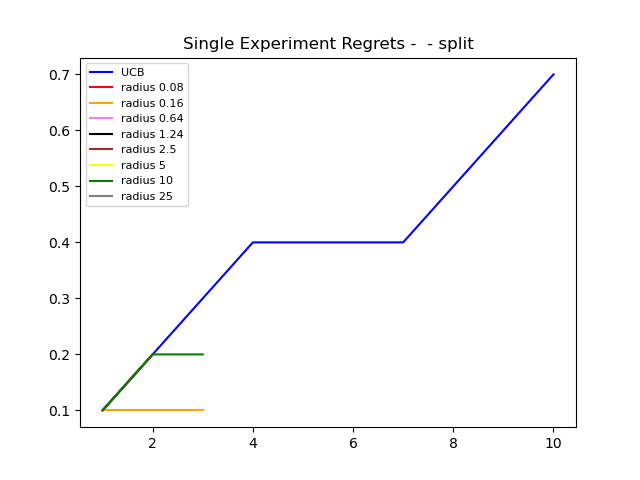 Single Experiment Regrets -  - split
UCB
radius 0.08
radius 0.16
radius 0.64
radius 1.24
radius 2.5
radius 5
radius 10
radius 25
0.7
0.6
0.5
0.4
0.3
0.2
0.1
2 4 6 8 10